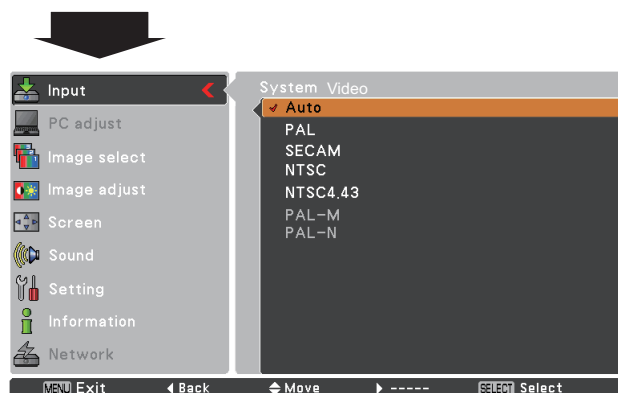 Input
PC adjust
Image select
Image adjust
Screen
Sound
Setting
Information
Network
System Video
Auto
PAL
SECAM
NTSC
NTSC4.43
PAL-M
PAL-N
MENU Exit Back Move ----- SELECT Select